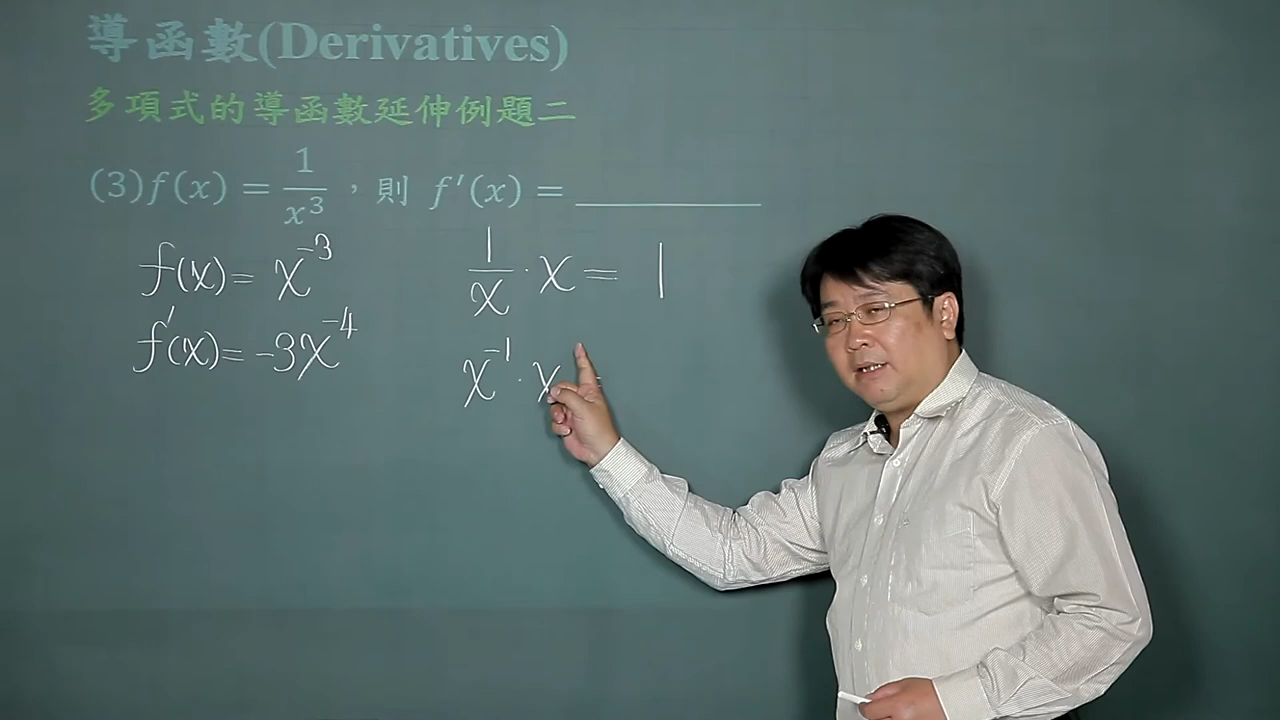 導函數(Derivatives)
多項式的導函數延伸例題二
(3)f(x) = 1/x³，則 f′(x) = ________
f(x) = x⁻³
f′(x) = -3x⁻⁴
1/x · x = 1
x⁻¹ · x